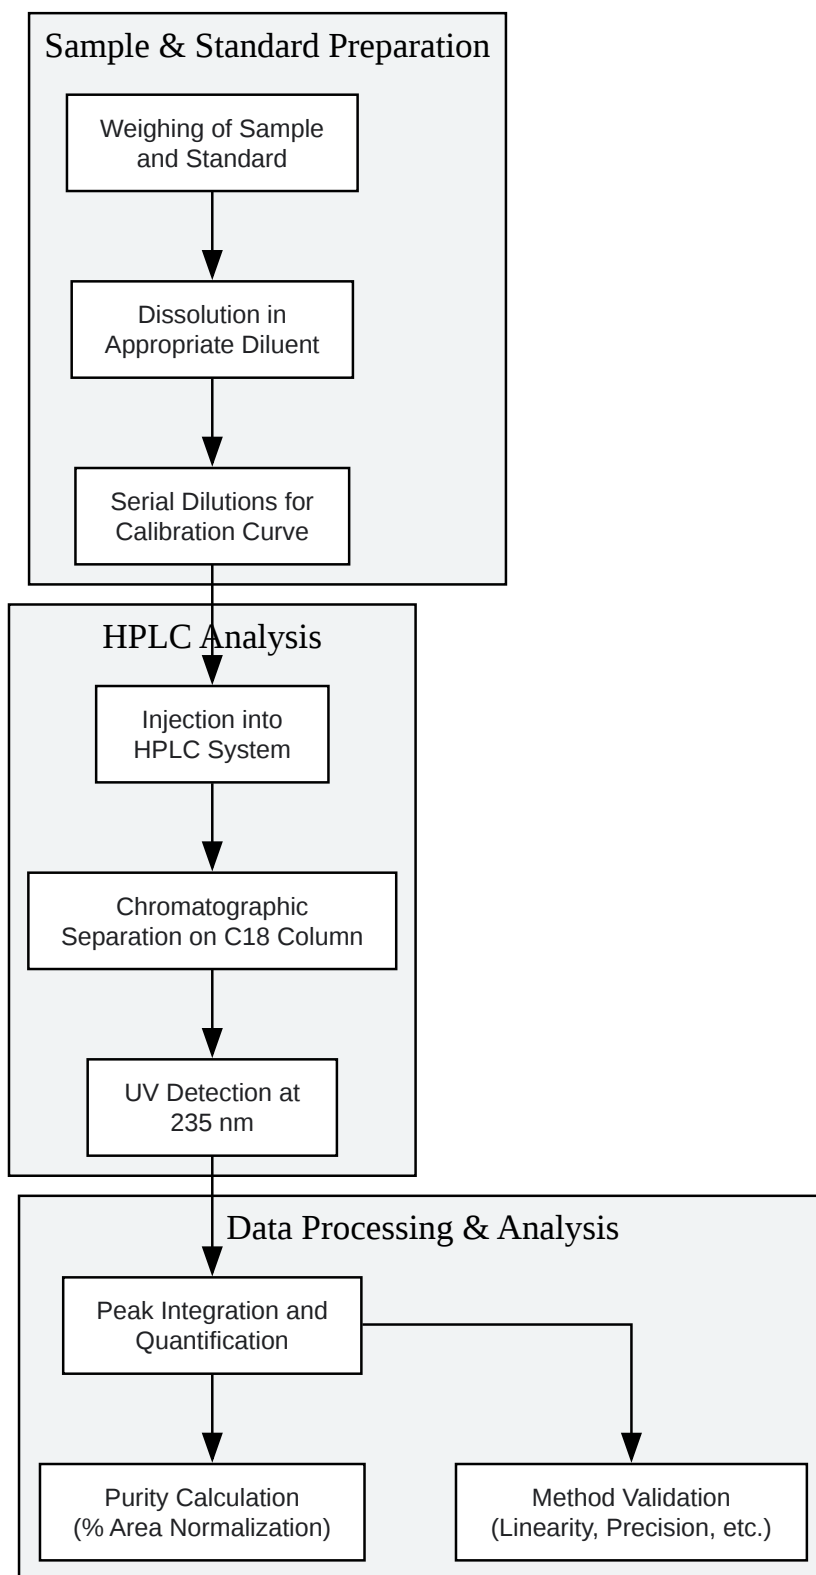 Sample & Standard Preparation
Weighing of Sample
and Standard
Dissolution in
Appropriate Diluent
Serial Dilutions for
Calibration Curve
HPLC Analysis
Injection into
HPLC System
Chromatographic
Separation on C18 Column
UV Detection at
235 nm
Data Processing & Analysis
Peak Integration and
Quantification
Purity Calculation
(% Area Normalization)
Method Validation
(Linearity, Precision, etc.)